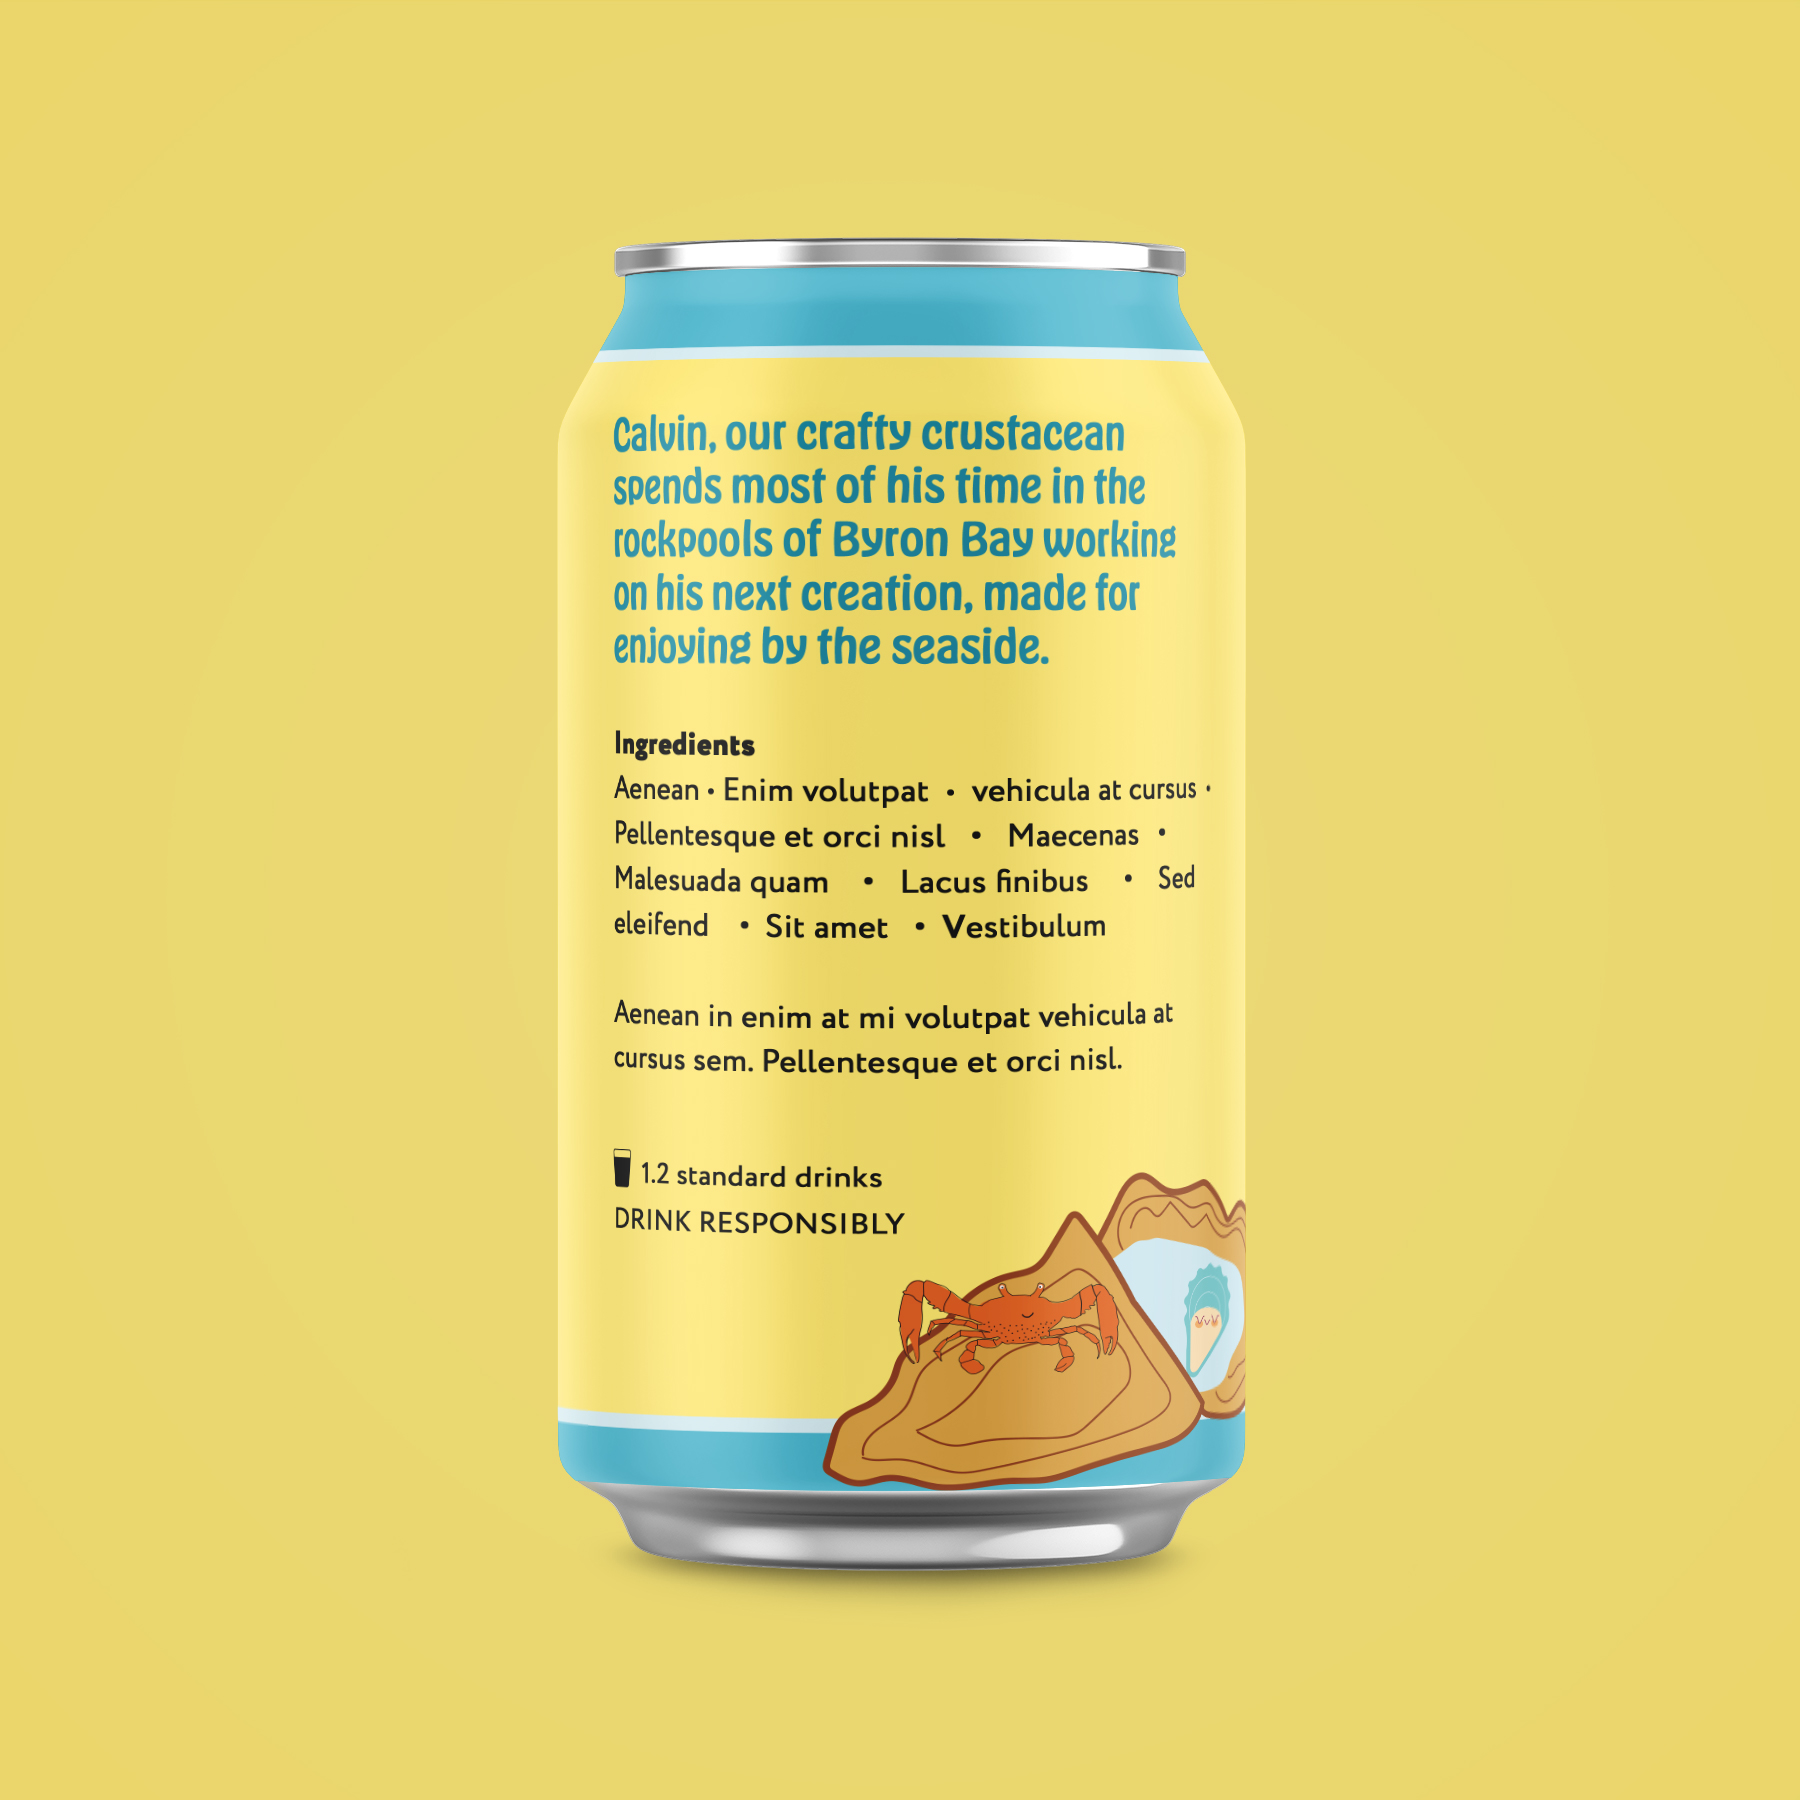 Calvin, our crafty crustacean
spends most of his time in the
rockpools of Byron Bay working
on his next creation, made for
enjoying by the seaside.
Ingredients
Aenean • Enim volutpat • vehicula at cursus •
Pellentesque et orci nisl • Maecenas •
Malesuada quam • Lacus finibus • Sed
eleifend • Sit amet • Vestibulum
Aenean in enim at mi volutpat vehicula at
cursus sem. Pellentesque et orci nisl.
1.2 standard drinks
DRINK RESPONSIBLY